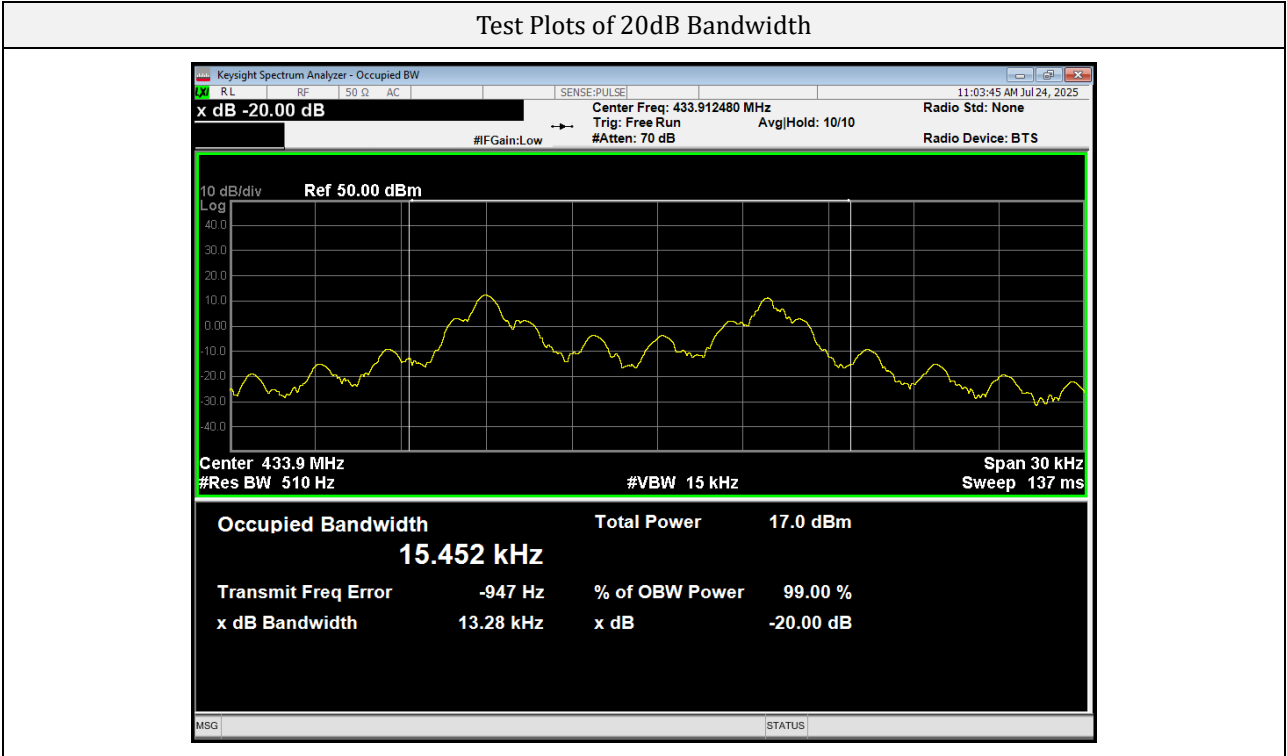 Test Plots of 20dB Bandwidth
Keysight Spectrum Analyzer - Occupied BW
LXI RL RF 50 Ω AC SENSE:PULSE 11:03:45 AM Jul 24, 2025
x dB -20.00 dB Center Freq: 433.912480 MHz Radio Std: None
Trig: Free Run Avg|Hold: 10/10
#IFGain:Low #Atten: 70 dB Radio Device: BTS
10 dB/div Ref 50.00 dBm
Log
40.0
30.0
20.0
10.0
0.00
-10.0
-20.0
-30.0
-40.0
Center 433.9 MHz Span 30 kHz
#Res BW 510 Hz #VBW 15 kHz Sweep 137 ms
Occupied Bandwidth Total Power 17.0 dBm
15.452 kHz
Transmit Freq Error -947 Hz % of OBW Power 99.00 %
x dB Bandwidth 13.28 kHz x dB -20.00 dB
MSG STATUS